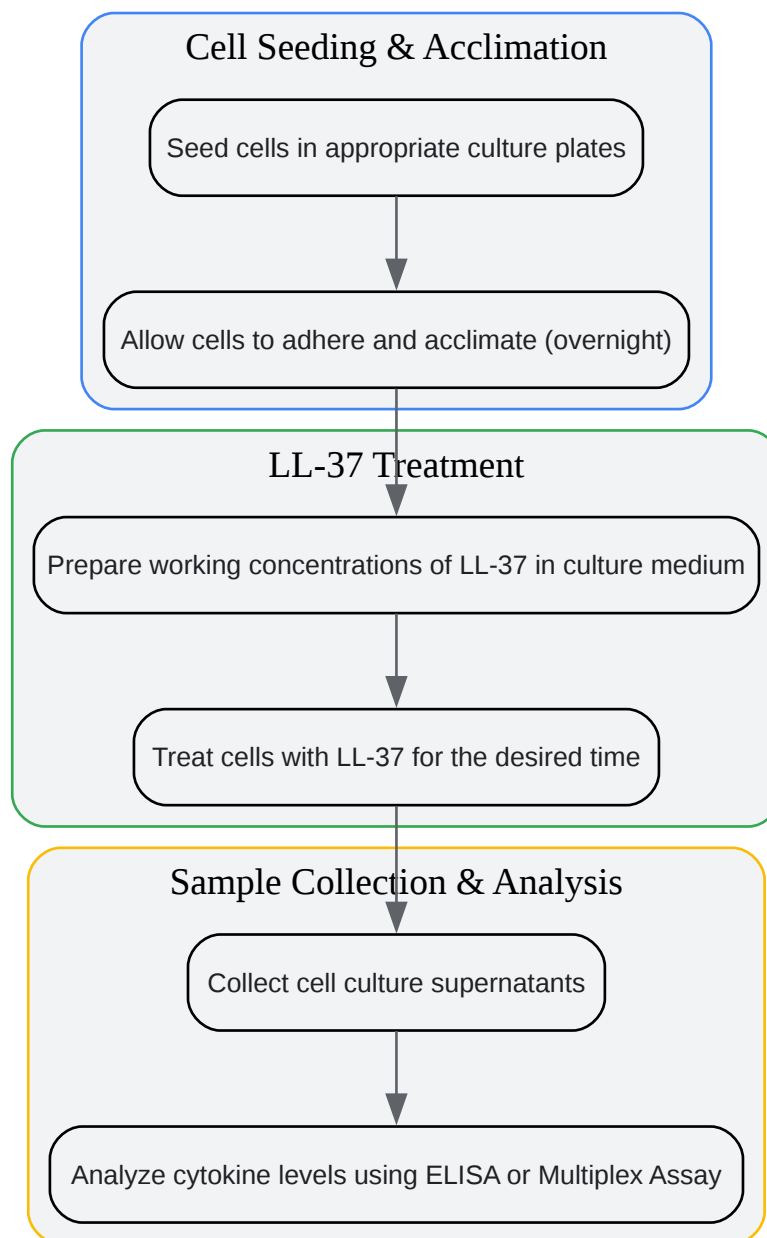 Cell Seeding & Acclimation
Seed cells in appropriate culture plates
Allow cells to adhere and acclimate (overnight)
LL-37 Treatment
Prepare working concentrations of LL-37 in culture medium
Treat cells with LL-37 for the desired time
Sample Collection & Analysis
Collect cell culture supernatants
Analyze cytokine levels using ELISA or Multiplex Assay